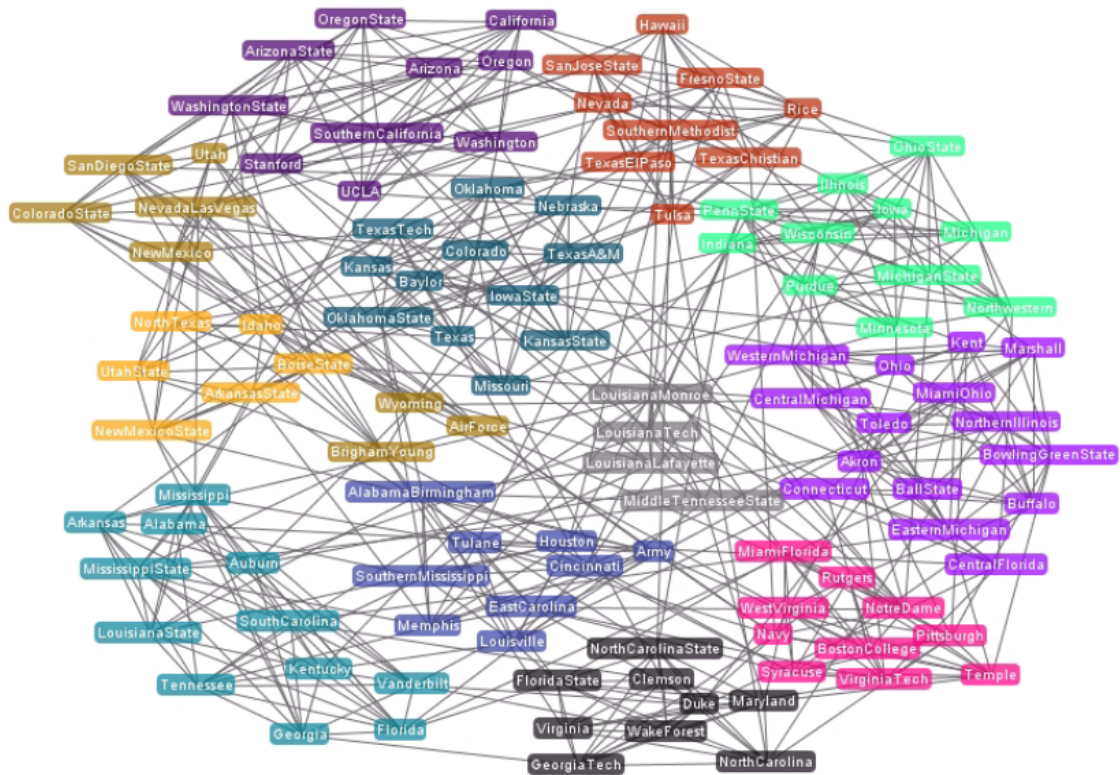 OregonState
California
Hawaii
ArizonaState
Arizona
Oregon
SanJoseState
FresnoState
WashingtonState
Nevada
Rice
SouthernCalifornia
Washington
SouthernMethodist
OhioState
Utah
SanDiegoState
Stanford
TexasElPaso
TexasChristian
UCLA
Oklahoma
Illinois
ColoradoState
NevadaLasVegas
Nebraska
Tulsa
PennState
Iowa
TexasTech
Wisconsin
Michigan
NewMexico
Colorado
TexasA&M
Indiana
Kansas
Baylor
MichiganState
Purdue
IowaState
Northwestern
NorthTexas
Idaho
OklahomaState
Texas
KansasState
Minnesota
Kent
Marshall
UtahState
BoiseState
WesternMichigan
Ohio
ArkansasState
Missouri
LouisianaMonroe
CentralMichigan
MiamiOhio
Wyoming
NewMexicoState
AirForce
LouisianaTech
Toledo
NorthernIllinois
BrighamYoung
LouisianaLafayette
Akron
BowlingGreenState
Mississippi
AlabamaBirmingham
MiddleTennesseeState
Connecticut
BallState
Buffalo
Arkansas
Alabama
EasternMichigan
Tulane
Houston
Army
MiamiFlorida
MississippiState
Auburn
SouthernMississippi
Cincinnati
CentralFlorida
Rutgers
LouisianaState
SouthCarolina
EastCarolina
WestVirginia
NotreDame
Memphis
Louisville
Navy
Pittsburgh
NorthCarolinaState
BostonCollege
Kentucky
Tennessee
Vanderbilt
FloridaState
Clemson
Syracuse
VirginiaTech
Temple
Duke
Maryland
Georgia
Florida
Virginia
WakeForest
GeorgiaTech
NorthCarolina